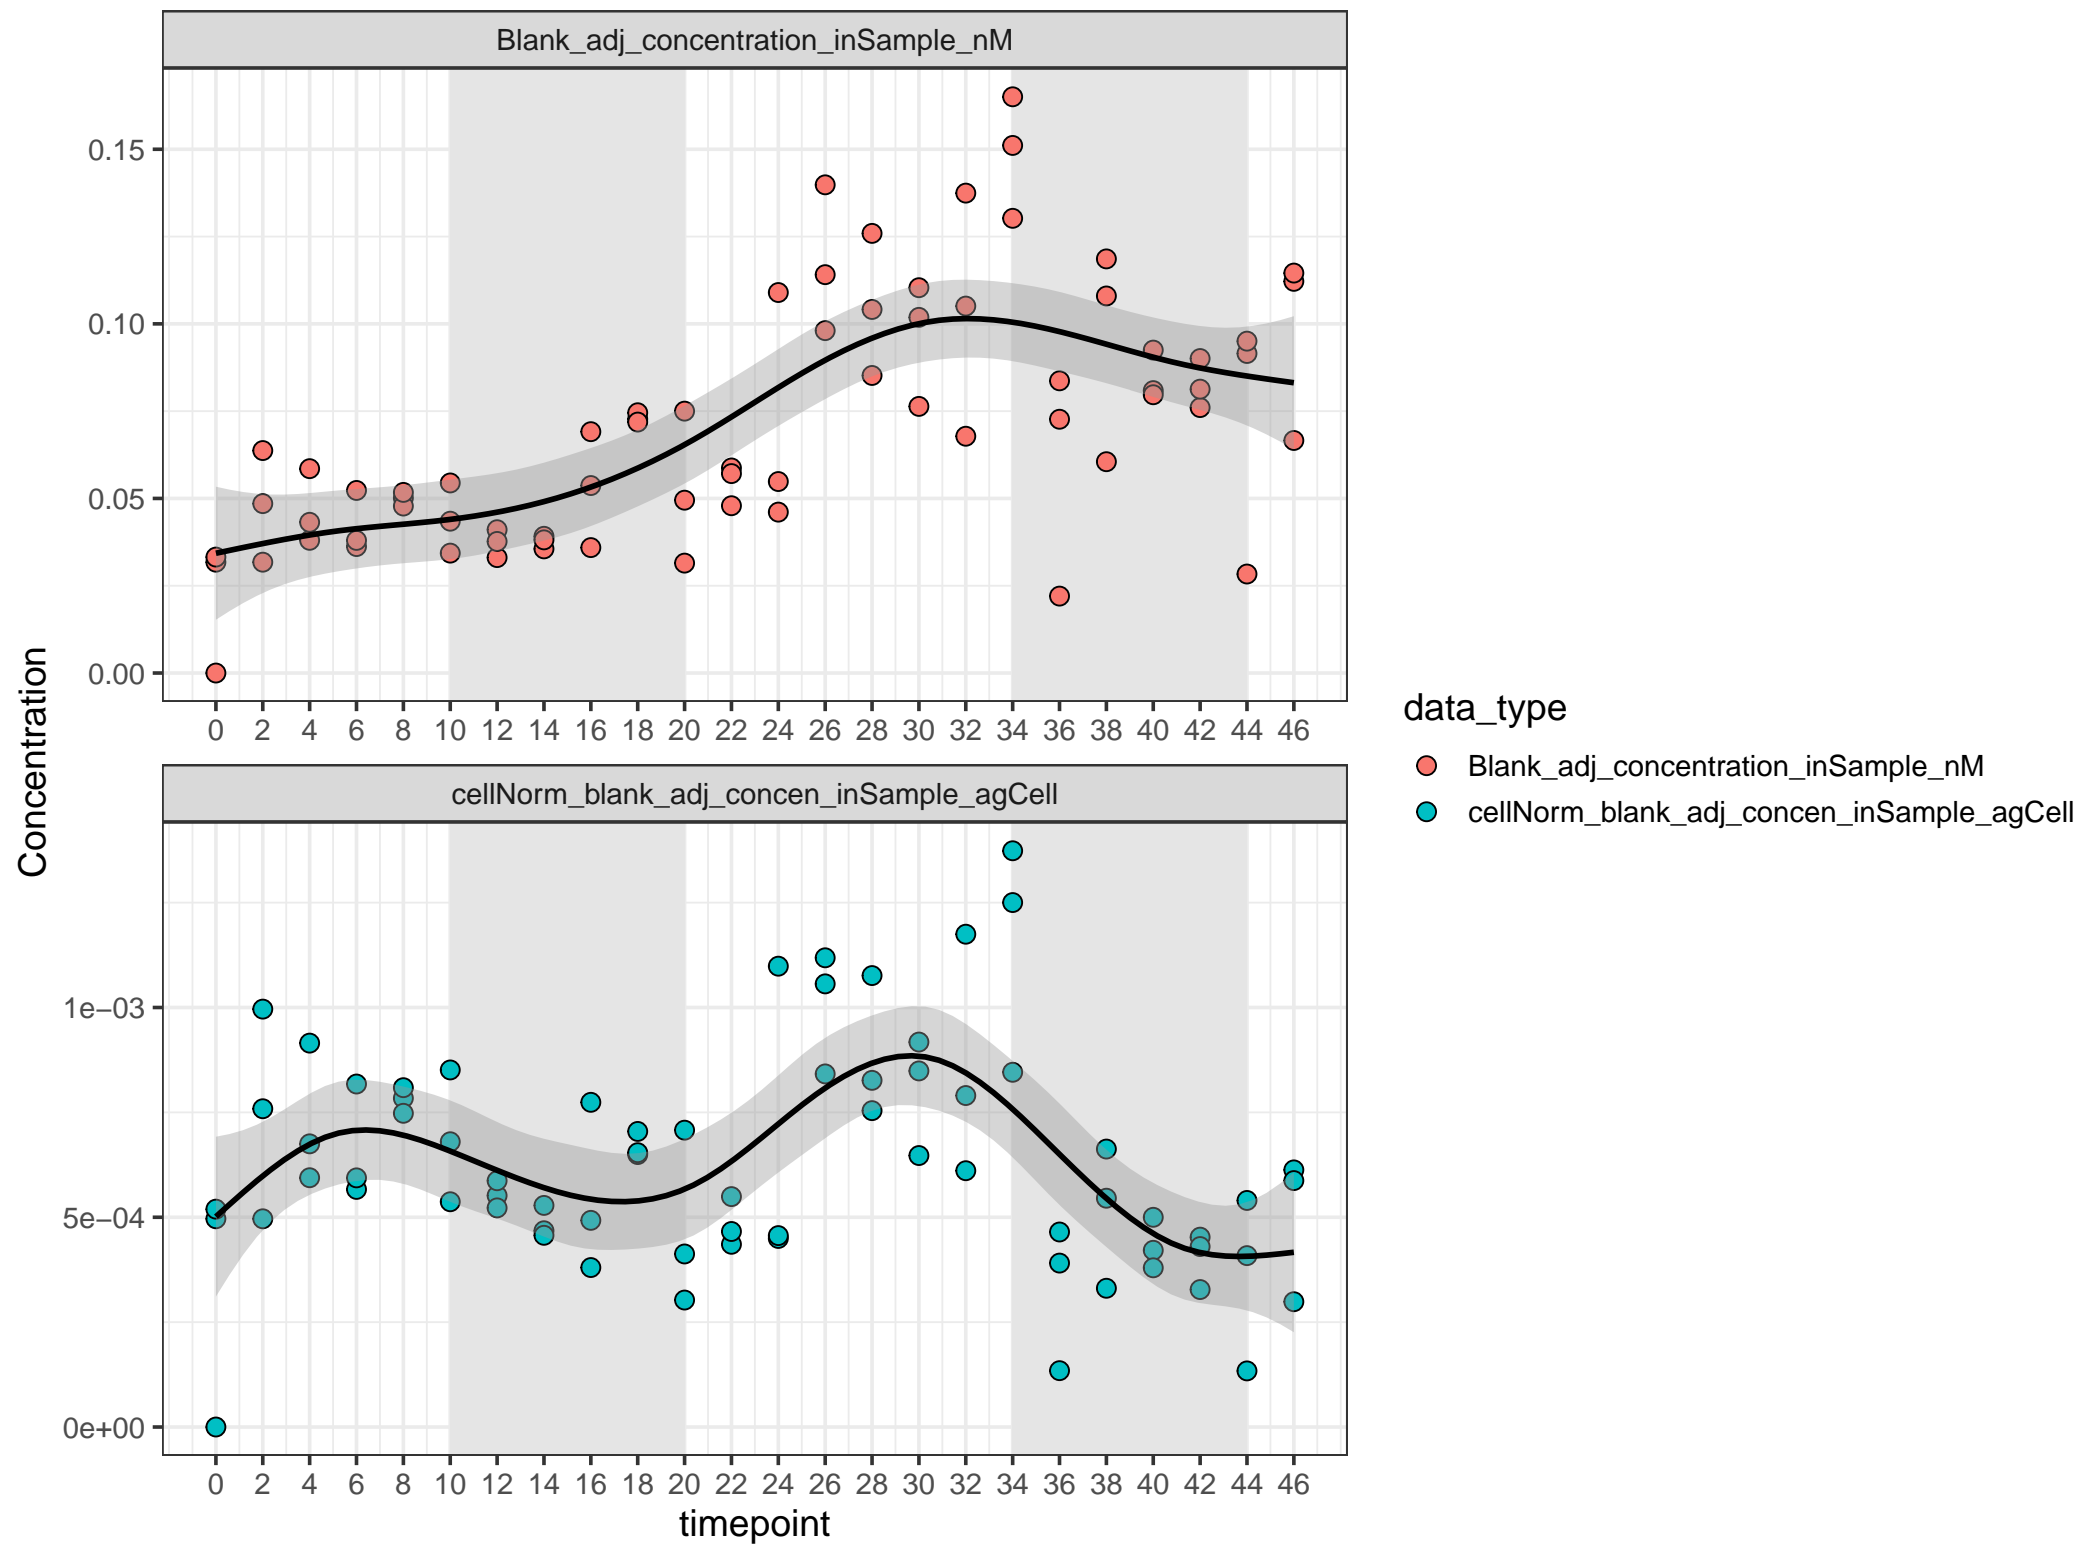 Blank_adj_concentration_inSample_nM
0.15
0.10
0.05
0.00
0 2 4 6 8 10 12 14 16 18 20 22 24 26 28 30 32 34 36 38 40 42 44 46
Concentration
cellNorm_blank_adj_concen_inSample_agCell
1e−03
5e−04
0e+00
0 2 4 6 8 10 12 14 16 18 20 22 24 26 28 30 32 34 36 38 40 42 44 46
timepoint
data_type
Blank_adj_concentration_inSample_nM
cellNorm_blank_adj_concen_inSample_agCell